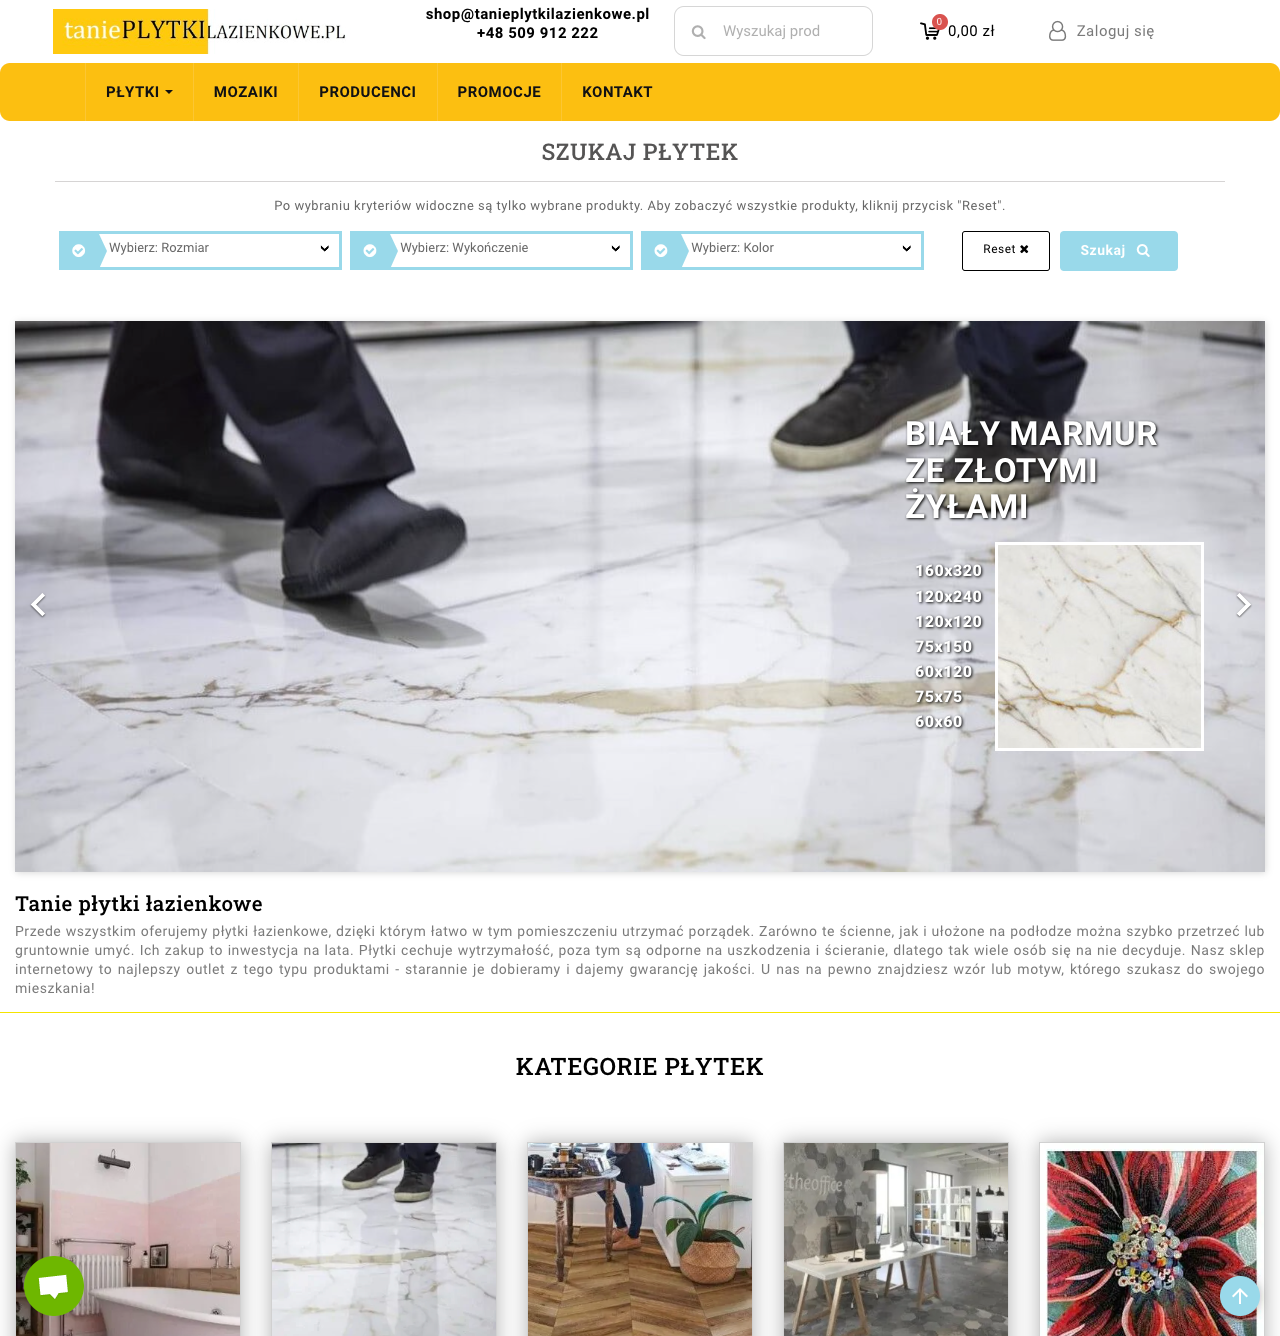 taniePLYTKILAZIENKOWE.PL
shop@tanieplytkilazienkowe.pl
+48 509 912 222
Wyszukaj prod
0
0,00 zł
Zaloguj się
PŁYTKI
MOZAIKI
PRODUCENCI
PROMOCJE
KONTAKT
SZUKAJ PŁYTEK
Po wybraniu kryteriów widoczne są tylko wybrane produkty. Aby zobaczyć wszystkie produkty, kliknij przycisk "Reset".
Wybierz: Rozmiar
Wybierz: Wykończenie
Wybierz: Kolor
Reset
Szukaj
BIAŁY MARMUR
ZE ZŁOTYMI
ŻYŁAMI
160x320
120x240
120x120
75x150
60x120
75x75
60x60
Tanie płytki łazienkowe
Przede wszystkim oferujemy płytki łazienkowe, dzięki którym łatwo w tym pomieszczeniu utrzymać porządek. Zarówno te ścienne, jak i ułożone na podłodze można szybko przetrzeć lub
gruntownie umyć. Ich zakup to inwestycja na lata. Płytki cechuje wytrzymałość, poza tym są odporne na uszkodzenia i ścieranie, dlatego tak wiele osób się na nie decyduje. Nasz sklep
internetowy to najlepszy outlet z tego typu produktami - starannie je dobieramy i dajemy gwarancję jakości. U nas na pewno znajdziesz wzór lub motyw, którego szukasz do swojego
mieszkania!
KATEGORIE PŁYTEK
theoffice